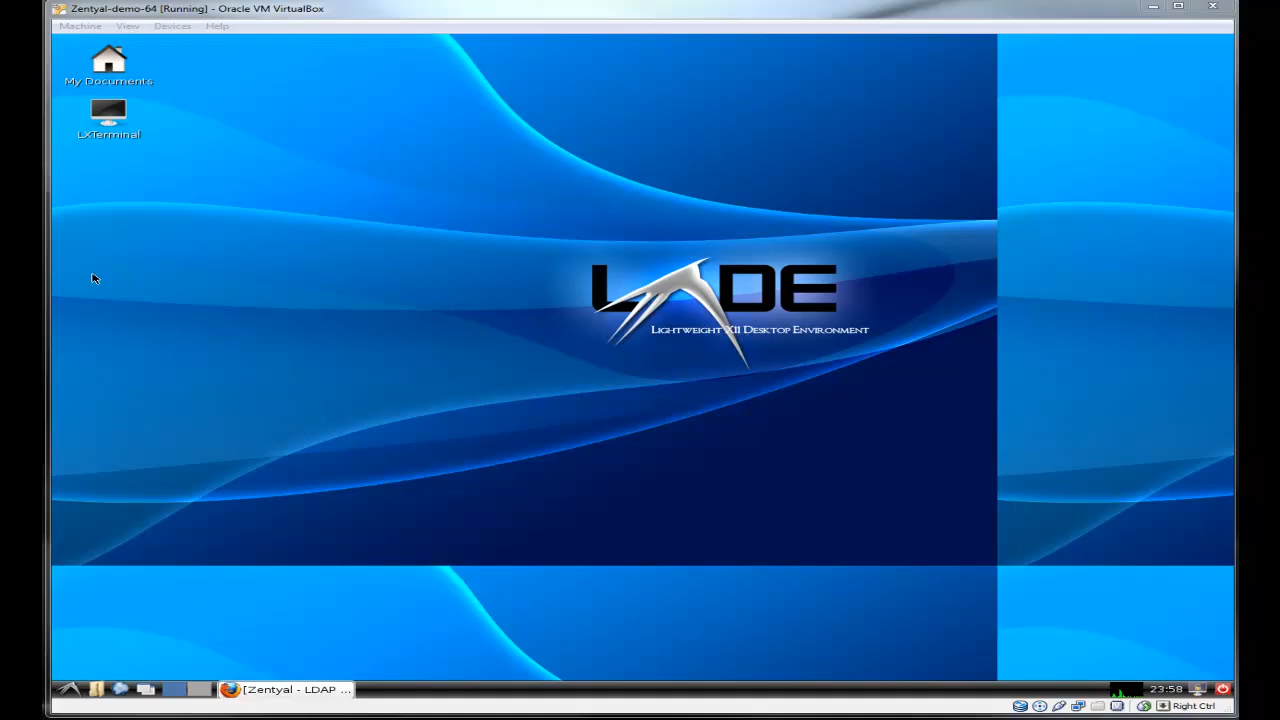 Zentyal-demo-64 [Running] - Oracle VM VirtualBox
Machine View Devices Help
My Documents
LXTerminal
LXDE
Lightweight X11 Desktop Environment
[Zentyal - LDAP ...
23:58
Right Ctrl